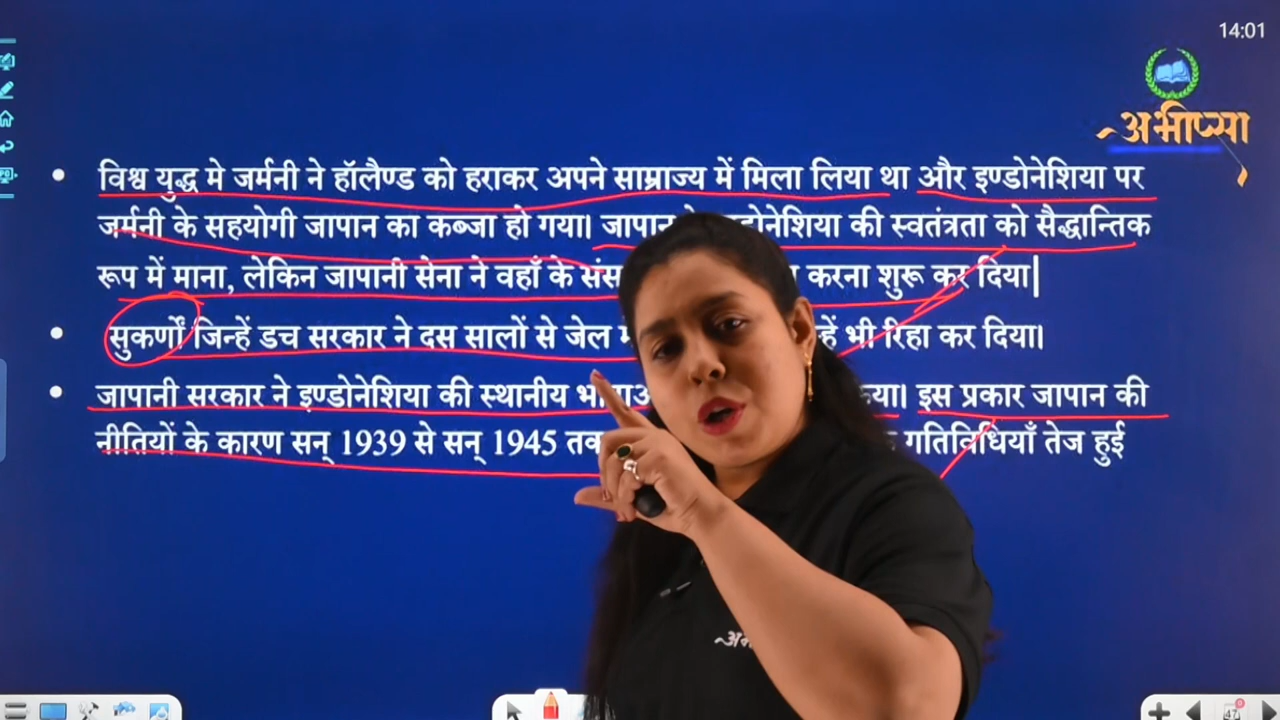 14:01
अभीप्सा
विश्व युद्ध मे जर्मनी ने हॉलैण्ड को हराकर अपने साम्राज्य में मिला लिया था और इण्डोनेशिया पर
जर्मनी के सहयोगी जापान का कब्जा हो गया। जापान की स्वतंत्रता को सैद्धान्तिक
रूप में माना, लेकिन जापानी सेना ने वहाँ के करना शुरू कर दिया|
सुकर्णो जिन्हें डच सरकार ने दस सालों से जेल भी रिहा कर दिया।
जापानी सरकार ने इण्डोनेशिया की स्थानीय इस प्रकार जापान की
नीतियों के कारण सन् 1939 से सन् 1945 तक गतिविधियाँ तेज हुई
47